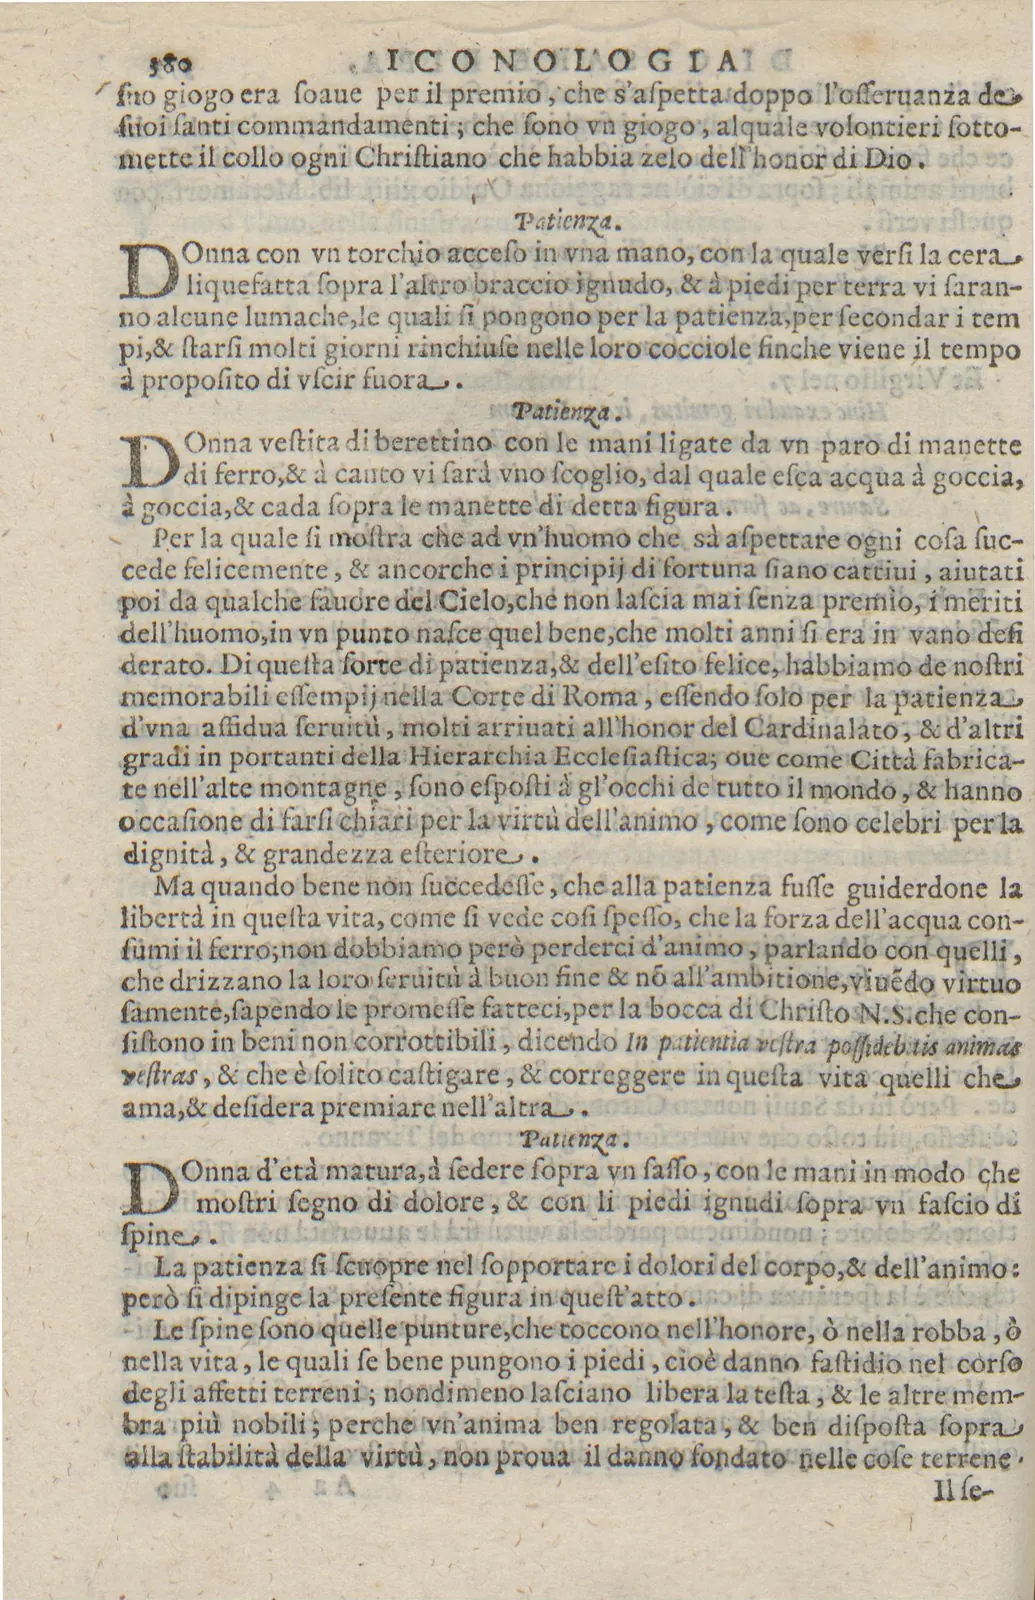 380 ICONOLOGIA
ſuo giogo era ſoaue per il premio, che s'aſpetta doppo l'oſſeruanza de
ſuoi ſanti commandamenti; che ſono vn giogo, alquale volontieri ſotto-
mette il collo ogni Chriſtiano che habbia zelo dell'honor di Dio.
Patienza.
DOnna con vn torchio acceſo in vna mano, con la quale verſi la cera
liquefatta ſopra l'altro braccio ignudo, & à piedi per terra vi ſaran-
no alcune lumache, le quali ſi pongono per la patienza, per ſecondar i tem
pi, & ſtarſi molti giorni rinchiuſe nelle loro cocciole finche viene il tempo
à propoſito di vſcir fuora.
Patienza.
DOnna veſtita di berettino con le mani ligate da vn paro di manette
di ferro, & à canto vi ſarà vno ſcoglio, dal quale eſca acqua à goccia,
à goccia, & cada ſopra le manette di detta figura.
Per la quale ſi moſtra che ad vn'huomo che sà aſpettare ogni coſa ſuc-
cede felicemente, & ancorche i principij di fortuna ſiano cattiui, aiutati
poi da qualche fauore del Cielo, che non laſcia mai ſenza premio, i meriti
dell'huomo, in vn punto naſce quel bene, che molti anni ſi era in vano deſi
derato. Di queſta ſorte di patienza, & dell'eſito felice, habbiamo de noſtri
memorabili eſſempij nella Corte di Roma, eſſendo ſolo per la patienza
d'vna aſſidua ſeruitù, molti arriuati all'honor del Cardinalato, & d'altri
gradi in portanti della Hierarchia Eccleſiaſtica; oue come Città fabrica-
te nell'alte montagne, ſono eſpoſti à gl'occhi de tutto il mondo, & hanno
occaſione di farſi chiari per la virtù dell'animo, come ſono celebri per la
dignità, & grandezza eſteriore.
Ma quando bene non ſuccedeſſe, che alla patienza fuſſe guiderdone la
libertà in queſta vita, come ſi vede coſi ſpeſſo, che la forza dell'acqua con-
ſumi il ferro; non dobbiamo però perderci d'animo, parlando con quelli,
che drizzano la loro ſeruitù à buon fine & nõ all'ambitione, viuẽdo virtuo
ſamente, ſapendo le promeſſe fatteci, per la bocca di Chriſto N.S. che con-
ſiſtono in beni non corrottibili, dicendo In patientia veſtra poſſidebitis animas
veſtras, & che è ſolito caſtigare, & correggere in queſta vita quelli che
ama, & deſidera premiare nell'altra.
Patienza.
DOnna d'età matura, à ſedere ſopra vn ſaſſo, con le mani in modo che
moſtri ſegno di dolore, & con li piedi ignudi ſopra vn faſcio di
ſpine.
La patienza ſi ſcuopre nel ſopportare i dolori del corpo, & dell'animo:
però ſi dipinge la preſente figura in queſt'atto.
Le ſpine ſono quelle punture, che toccono nell'honore, ò nella robba, ò
nella vita, le quali ſe bene pungono i piedi, cioè danno faſtidio nel corſo
degli affetti terreni; nondimeno laſciano libera la teſta, & le altre mem-
bra più nobili; perche vn'anima ben regolata, & ben diſpoſta ſopra
alla ſtabilità della virtù, non proua il danno fondato nelle coſe terrene.
Il ſe-